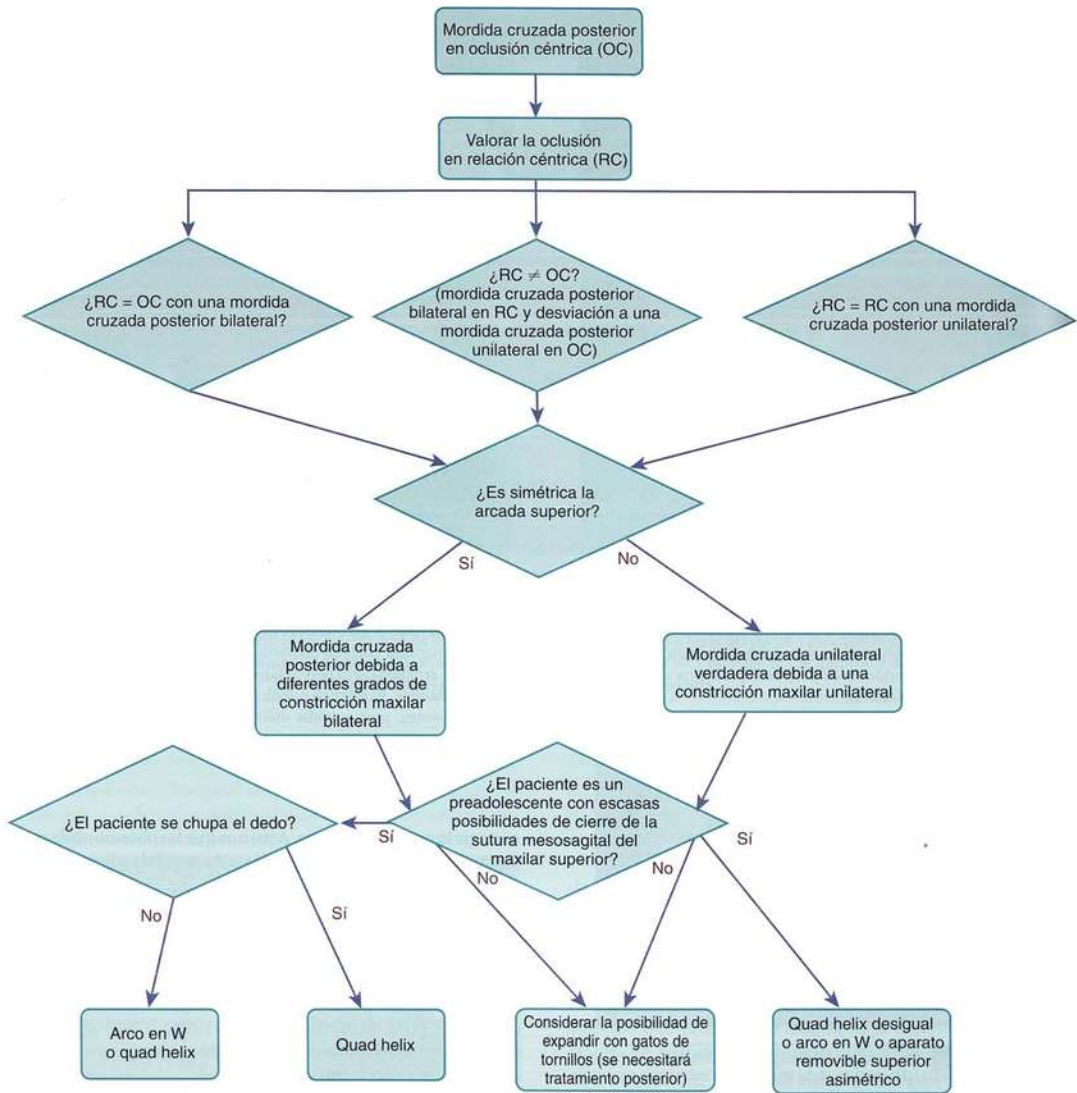 Mordida cruzada posterior
en oclusión céntrica (OC)
Valorar la oclusión
en relación céntrica (RC)
¿RC = OC con una mordida
cruzada posterior bilateral?
¿RC ≠ OC?
(mordida cruzada posterior
bilateral en RC y desviación a una
mordida cruzada posterior
unilateral en OC)
¿RC = RC con una mordida
cruzada posterior unilateral?
¿Es simétrica la
arcada superior?
Sí
No
Mordida cruzada
posterior debida a
diferentes grados de
constricción maxilar
bilateral
Mordida cruzada unilateral
verdadera debida a una
constricción maxilar unilateral
¿El paciente se chupa el dedo?
¿El paciente es un
preadolescente con escasas
posibilidades de cierre de la
sutura mesosagital del
maxilar superior?
Sí
Sí
No
No
No
Sí
Arco en W
o quad helix
Quad helix
Considerar la posibilidad de
expandir con gatos de
tornillos (se necesitará
tratamiento posterior)
Quad helix desigual
o arco en W o aparato
removible superior
asimétrico